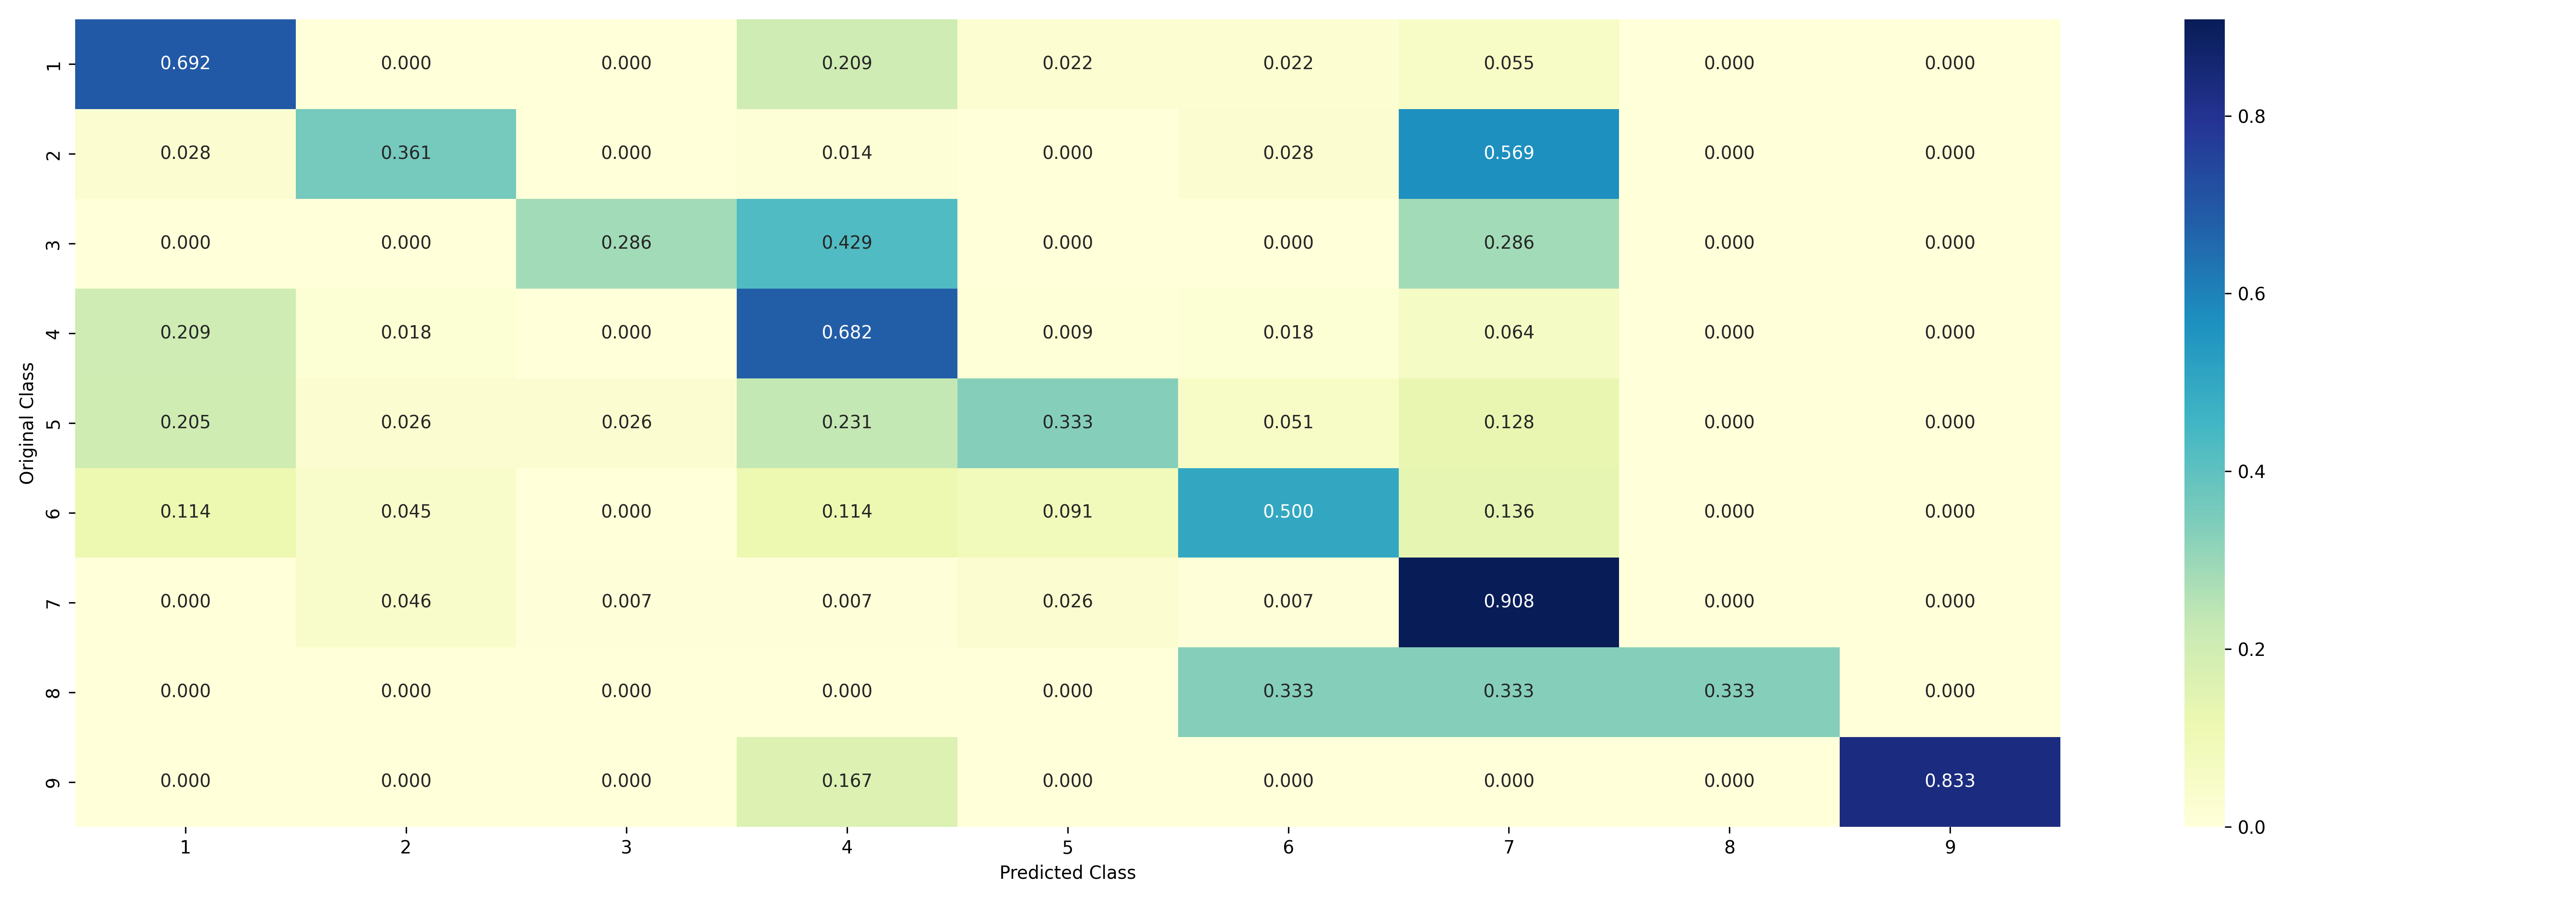 1 0.692 0.000 0.000 0.209 0.022 0.022 0.055 0.000 0.000
2 0.028 0.361 0.000 0.014 0.000 0.028 0.569 0.000 0.000
3 0.000 0.000 0.286 0.429 0.000 0.000 0.286 0.000 0.000
4 0.209 0.018 0.000 0.682 0.009 0.018 0.064 0.000 0.000
5 0.205 0.026 0.026 0.231 0.333 0.051 0.128 0.000 0.000
6 0.114 0.045 0.000 0.114 0.091 0.500 0.136 0.000 0.000
7 0.000 0.046 0.007 0.007 0.026 0.007 0.908 0.000 0.000
8 0.000 0.000 0.000 0.000 0.000 0.333 0.333 0.333 0.000
9 0.000 0.000 0.000 0.167 0.000 0.000 0.000 0.000 0.833
1 2 3 4 5 6 7 8 9
Predicted Class
Original Class
0.8
0.6
0.4
0.2
0.0